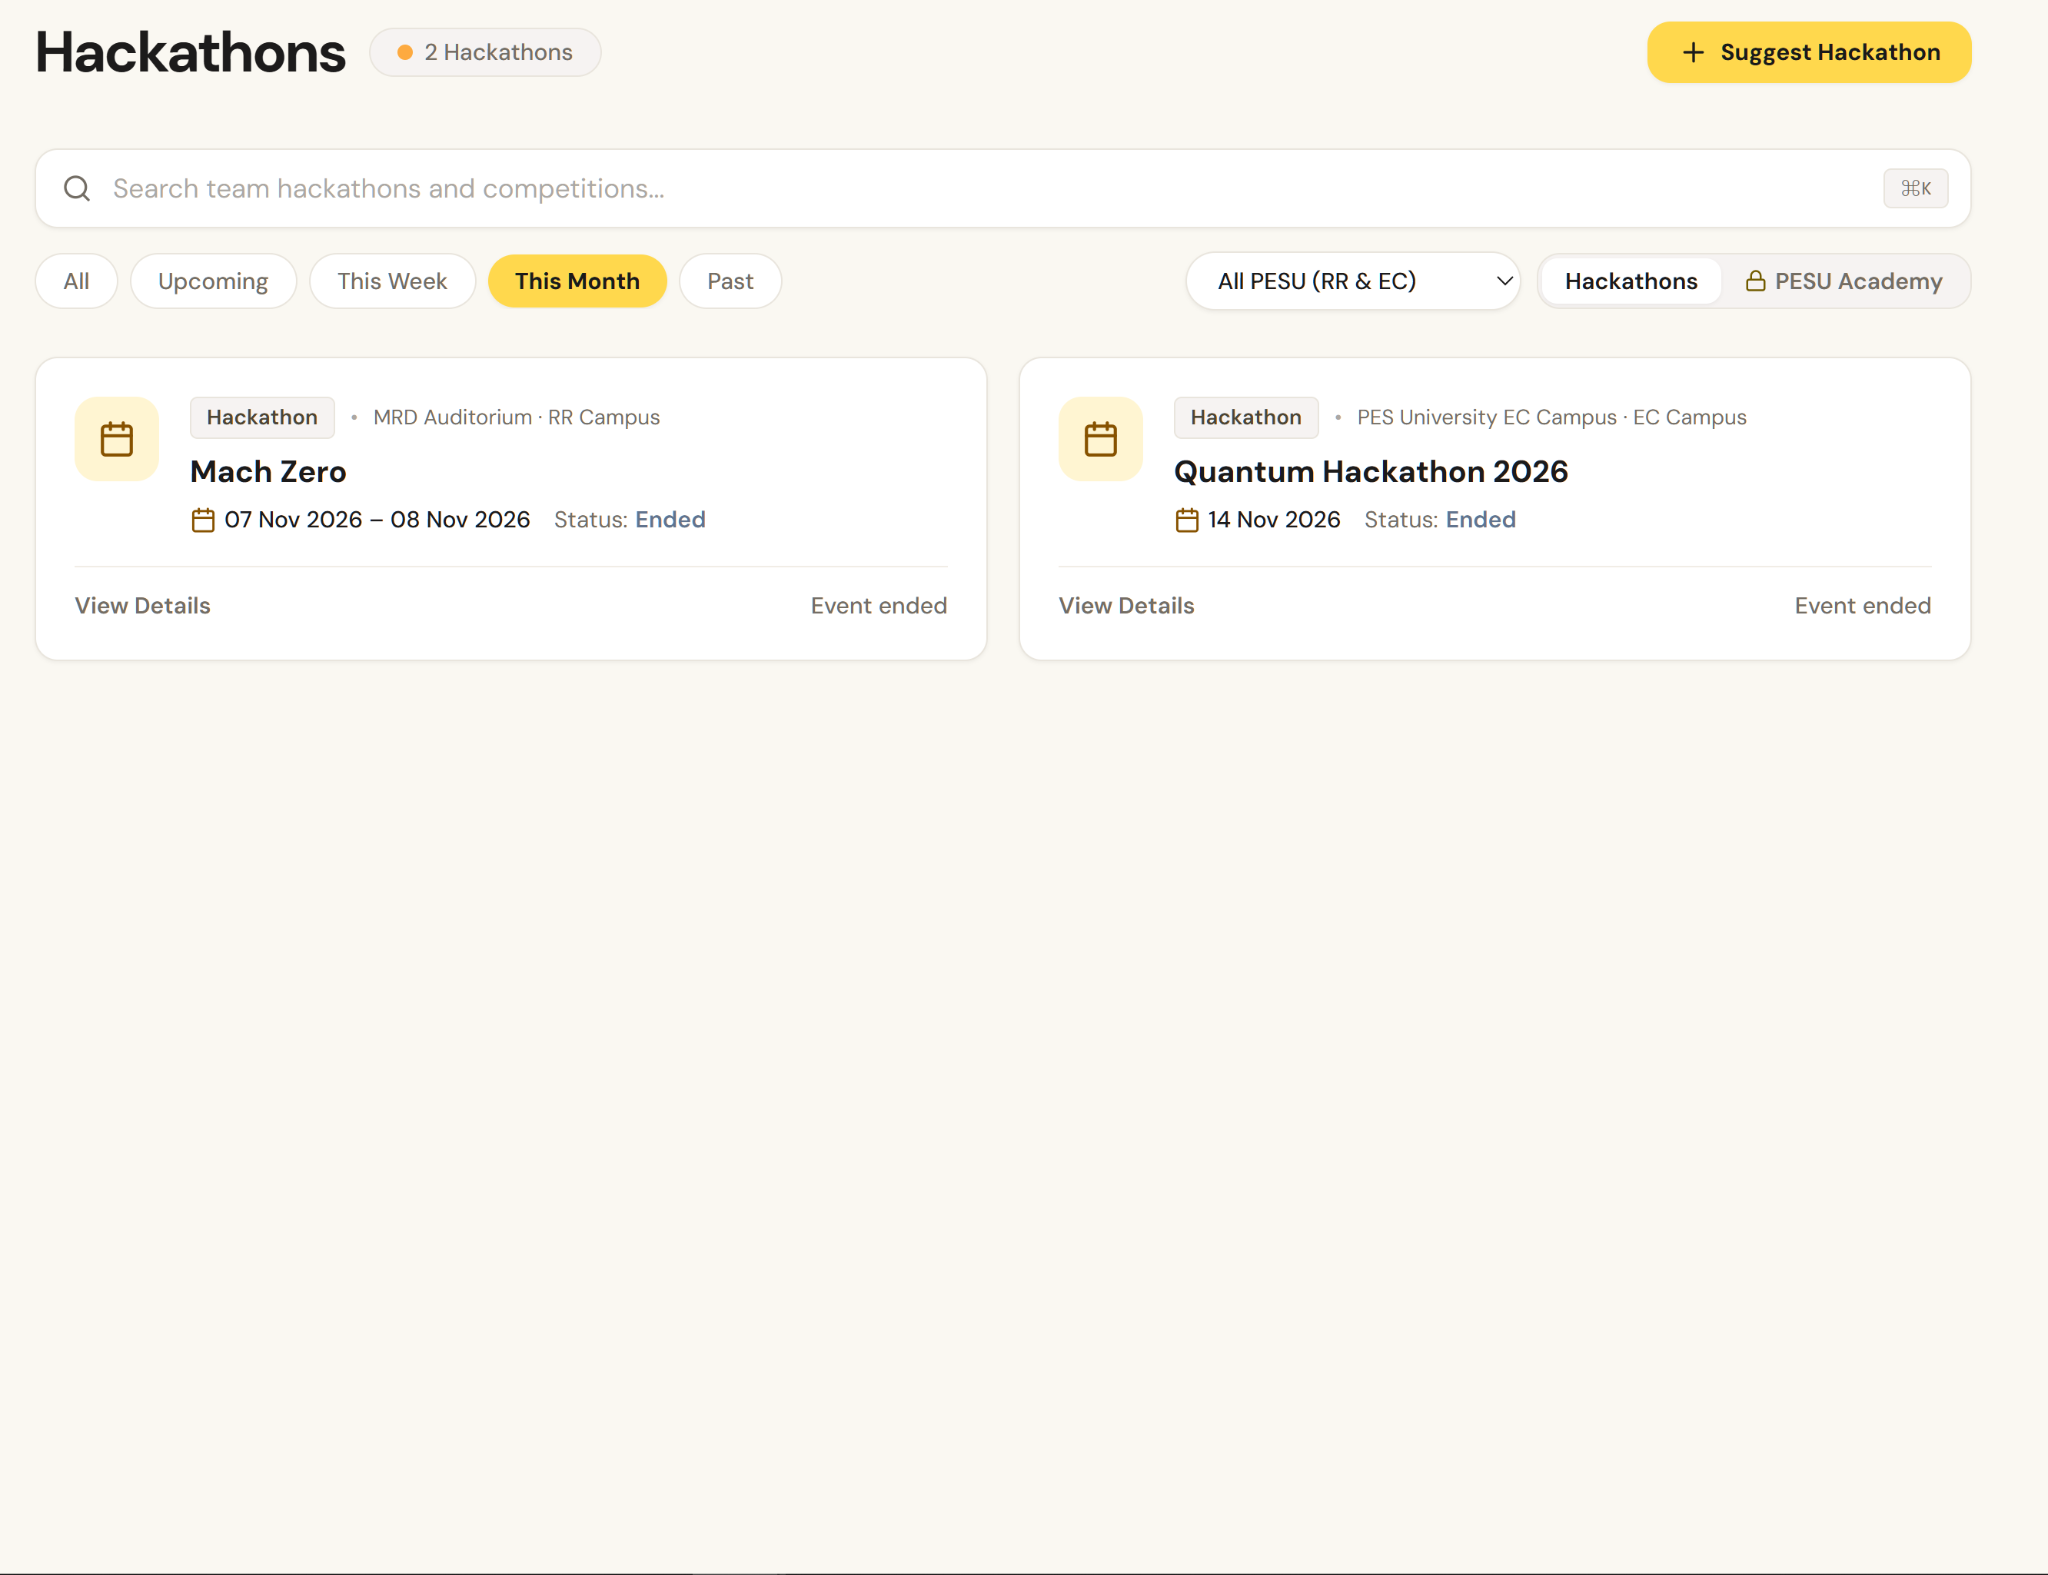 Hackathons
2 Hackathons
+ Suggest Hackathon
Search team hackathons and competitions...
⌘K
All
Upcoming
This Week
This Month
Past
All PESU (RR & EC)
Hackathons
PESU Academy
Hackathon • MRD Auditorium · RR Campus
Mach Zero
07 Nov 2026 – 08 Nov 2026 Status: Ended
View Details
Event ended
Hackathon • PES University EC Campus · EC Campus
Quantum Hackathon 2026
14 Nov 2026 Status: Ended
View Details
Event ended